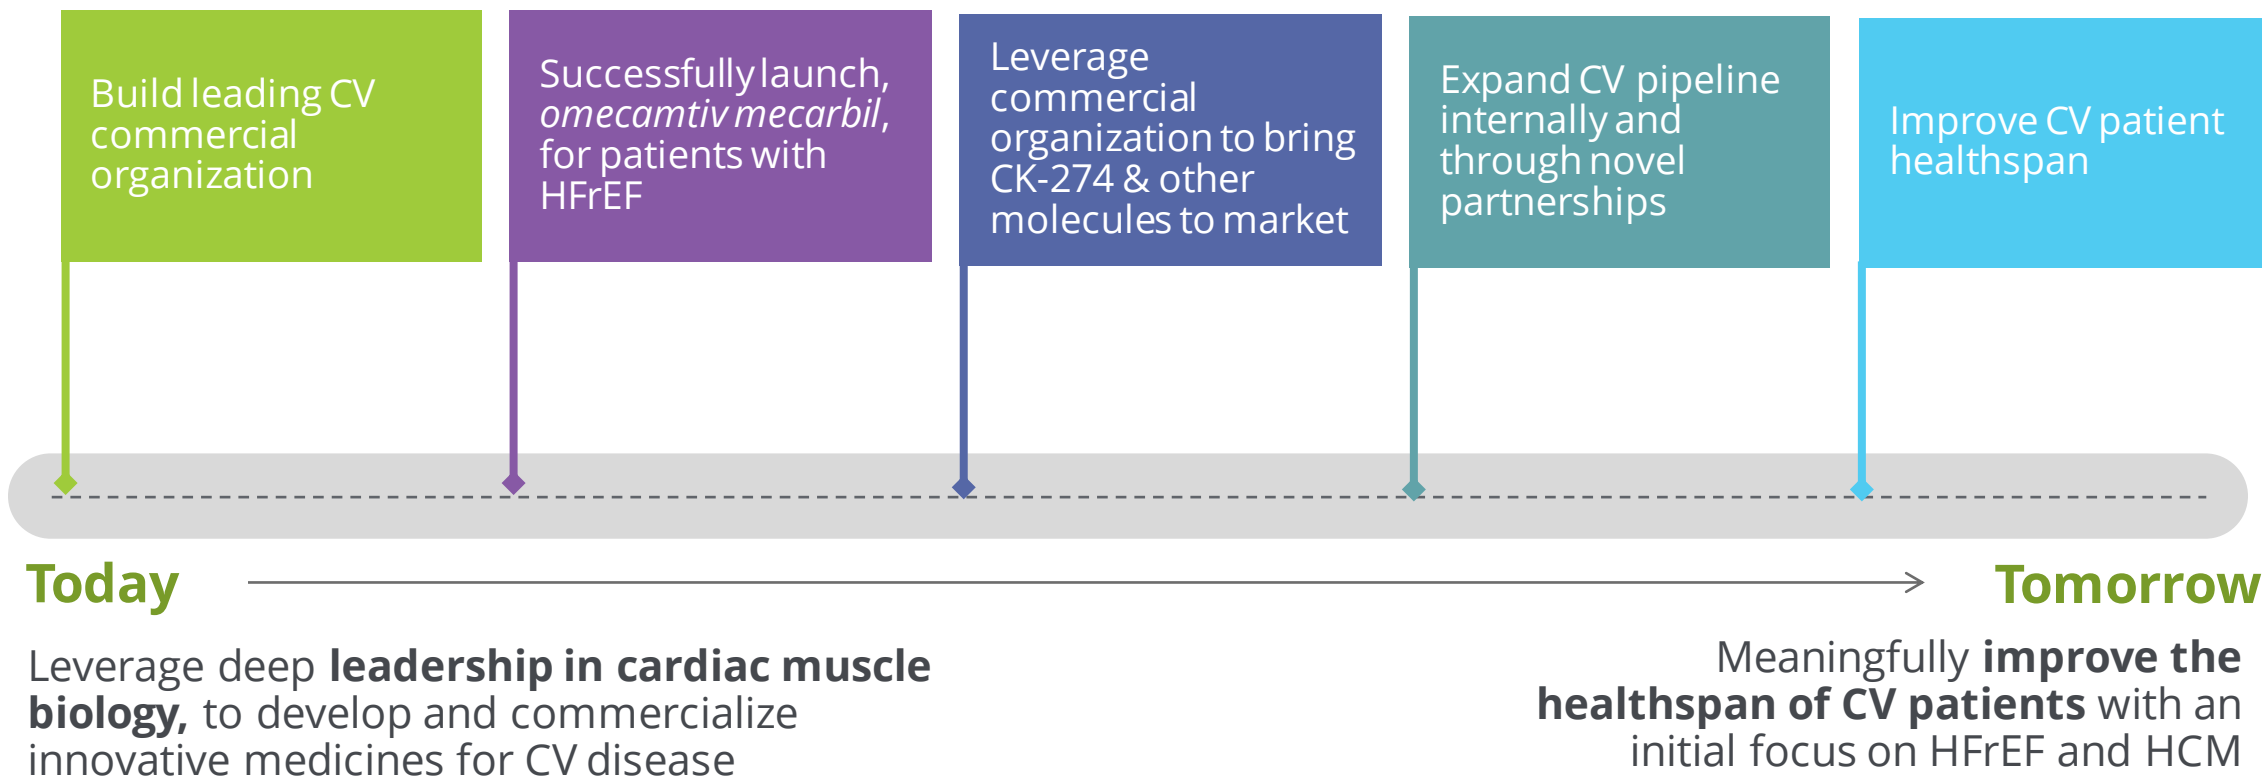 Build leading CV
commercial
organization
Successfully launch,
omecamtiv mecarbil,
for patients with
HFrEF
Leverage
commercial
organization to bring
CK-274 & other
molecules to market
Expand CV pipeline
internally and
through novel
partnerships
Improve CV patient
healthspan
Today
Tomorrow
Leverage deep leadership in cardiac muscle
biology, to develop and commercialize
innovative medicines for CV disease
Meaningfully improve the
healthspan of CV patients with an
initial focus on HFrEF and HCM